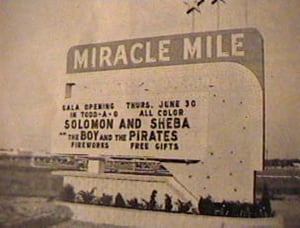 MIRACLE MILE
GALA OPENING THURS. JUNE 30
IN TODD-A-O ALL COLOR
SOLOMON AND SHEBA
THE BOY AND THE PIRATES
FIREWORKS FREE GIFTS